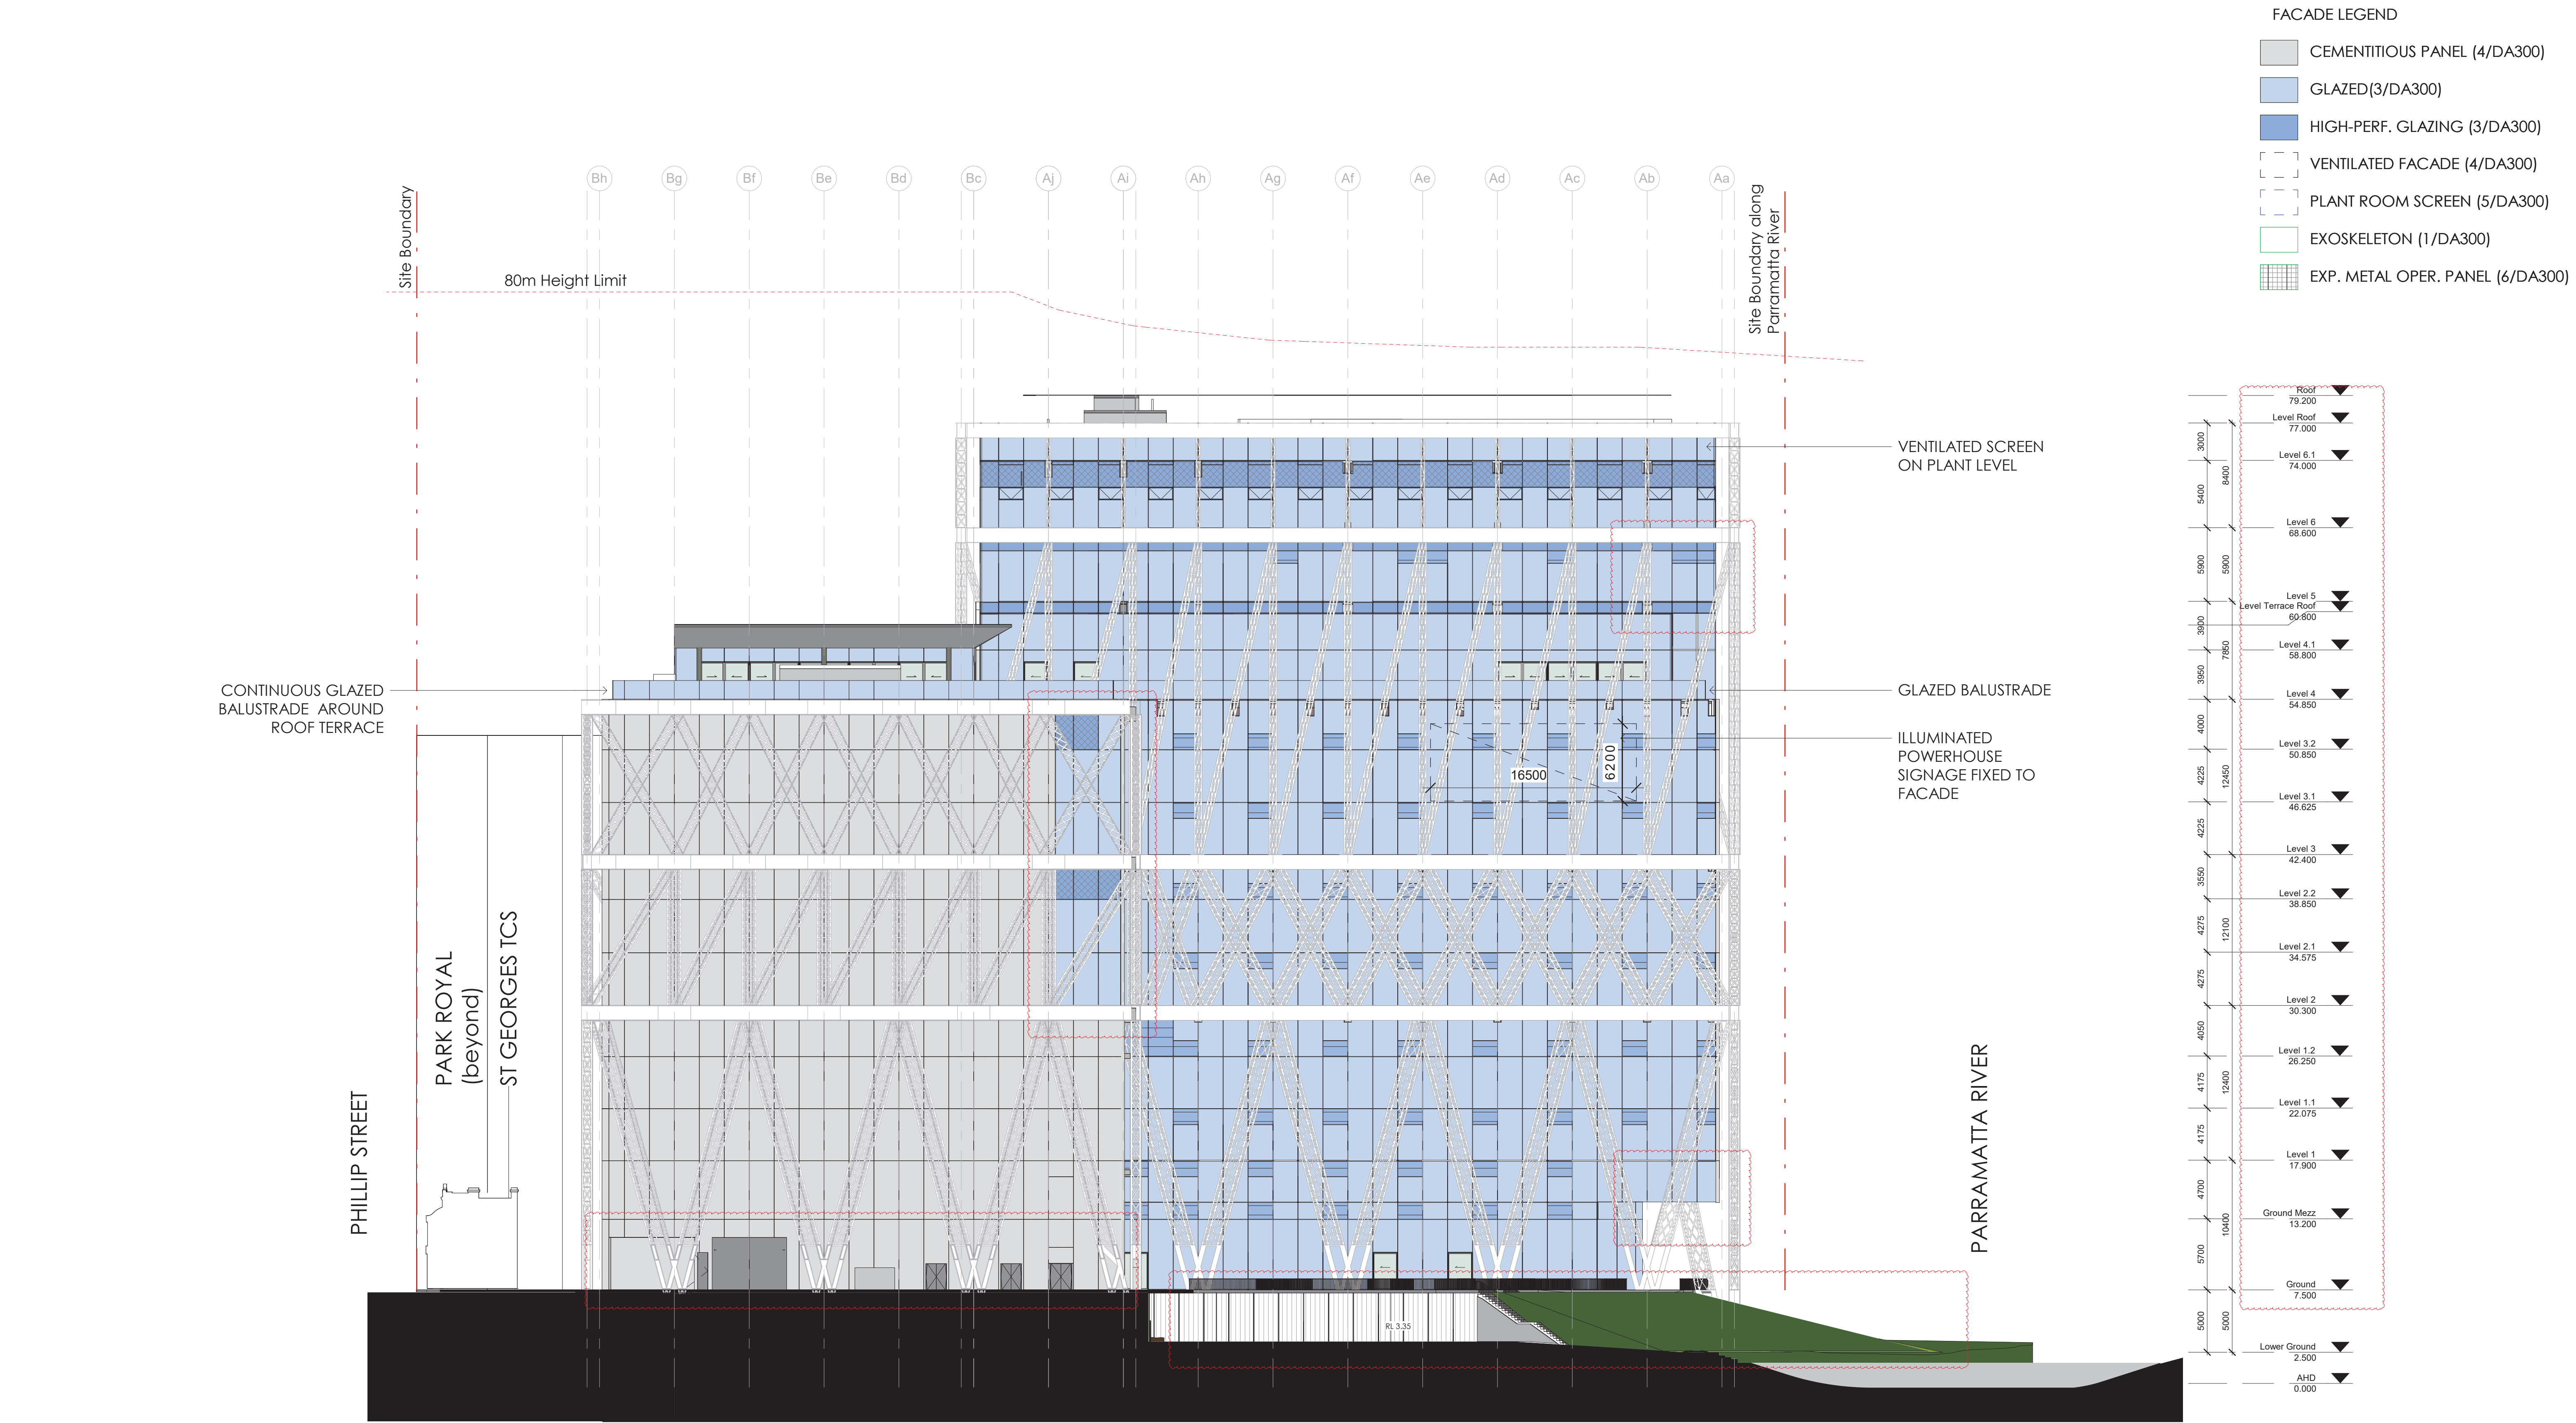 FACADE LEGEND
CEMENTITIOUS PANEL (4/DA300)
GLAZED(3/DA300)
HIGH-PERF. GLAZING (3/DA300)
VENTILATED FACADE (4/DA300)
PLANT ROOM SCREEN (5/DA300)
EXOSKELETON (1/DA300)
EXP. METAL OPER. PANEL (6/DA300)
Bh
Bg
Bf
Be
Bd
Bc
Aj
Ai
Ah
Ag
Af
Ae
Ad
Ac
Ab
Aa
Site Boundary
80m Height Limit
Site Boundary along
Parramatta River
VENTILATED SCREEN
ON PLANT LEVEL
CONTINUOUS GLAZED
BALUSTRADE AROUND
ROOF TERRACE
GLAZED BALUSTRADE
ILLUMINATED
POWERHOUSE
SIGNAGE FIXED TO
FACADE
16500
6200
PHILLIP STREET
PARK ROYAL
(beyond)
ST GEORGES TCS
PARRAMATTA RIVER
RL 3.35
3000
5400
5900
3900
3950
4000
4225
4225
3550
4275
4275
4050
4175
4175
4700
5700
5000
8400
5900
7850
12450
12100
12400
10400
5000
Roof
79.200
Level Roof
77.000
Level 6.1
74.000
Level 6
68.600
Level 5
Level Terrace Roof
60.800
Level 4.1
58.800
Level 4
54.850
Level 3.2
50.850
Level 3.1
46.625
Level 3
42.400
Level 2.2
38.850
Level 2.1
34.575
Level 2
30.300
Level 1.2
26.250
Level 1.1
22.075
Level 1
17.900
Ground Mezz
13.200
Ground
7.500
Lower Ground
2.500
AHD
0.000